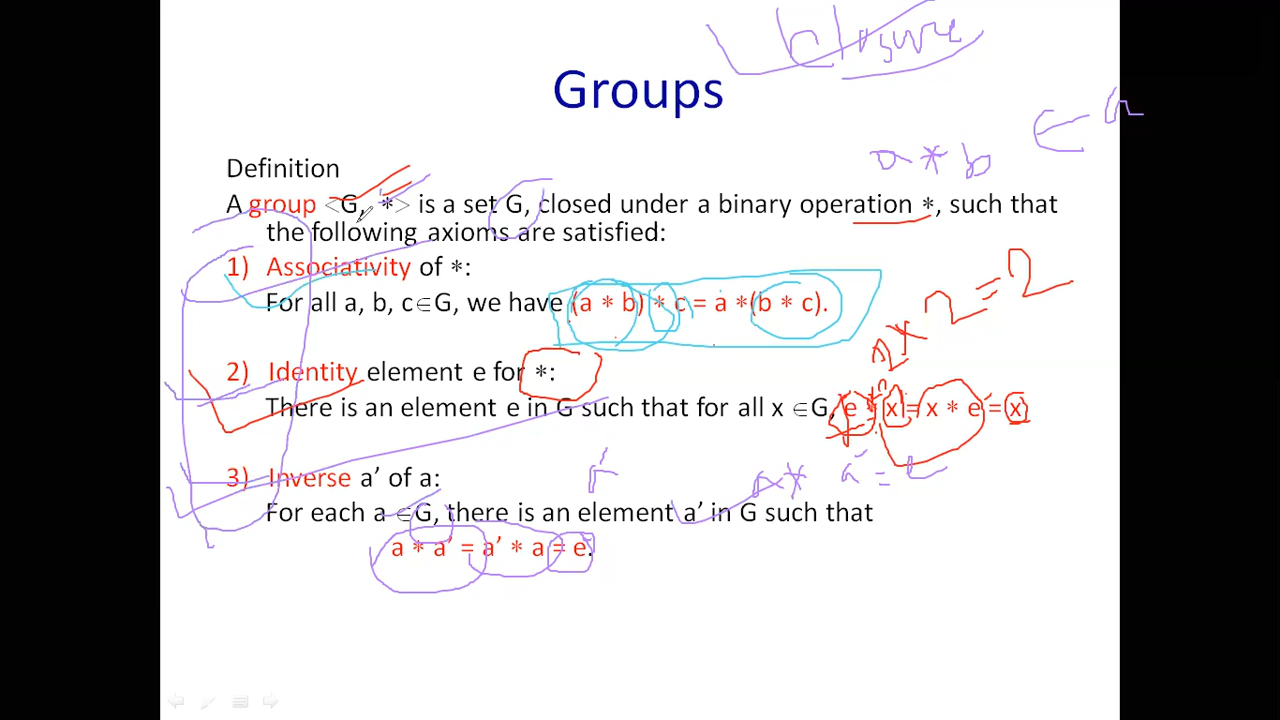 closure
Groups
a * b ∈ G
Definition
A group <G, *> is a set G, closed under a binary operation *, such that
the following axioms are satisfied:
1) Associativity of *:
For all a, b, c∈G, we have (a * b) * c = a *(b * c).
2) Identity element e for *:
There is an element e in G such that for all x ∈G, e * x = x * e = x
3) Inverse a’ of a:
a * a' = e
For each a ∈G, there is an element a’ in G such that
a * a’ = a’ * a = e.